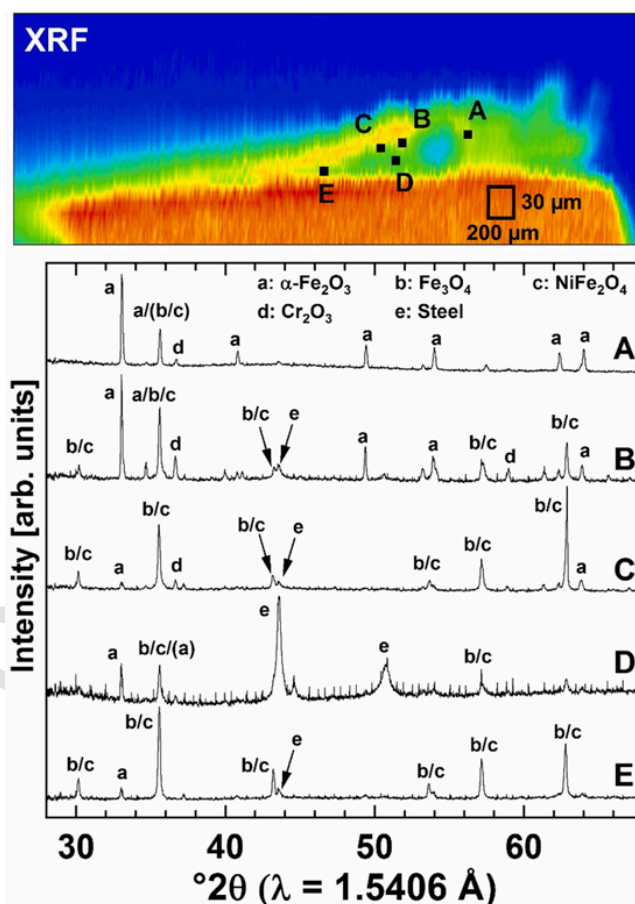 XRF
A
B
C
D
E
30 µm
200 µm
a: α-Fe₂O₃ b: Fe₃O₄ c: NiFe₂O₄
d: Cr₂O₃ e: Steel
a
a/(b/c)
d
a
a
a
a
a
A
b/c
a
a/b/c
d
b/c
e
a
a
b/c
d
b/c
a
B
b/c
a
b/c
d
b/c
e
b/c
b/c
b/c
a
C
a
b/c/(a)
e
e
b/c
D
b/c
a
b/c
b/c
e
b/c
b/c
b/c
E
Intensity [arb. units]
30 40 50 60
°2θ (λ = 1.5406 Å)